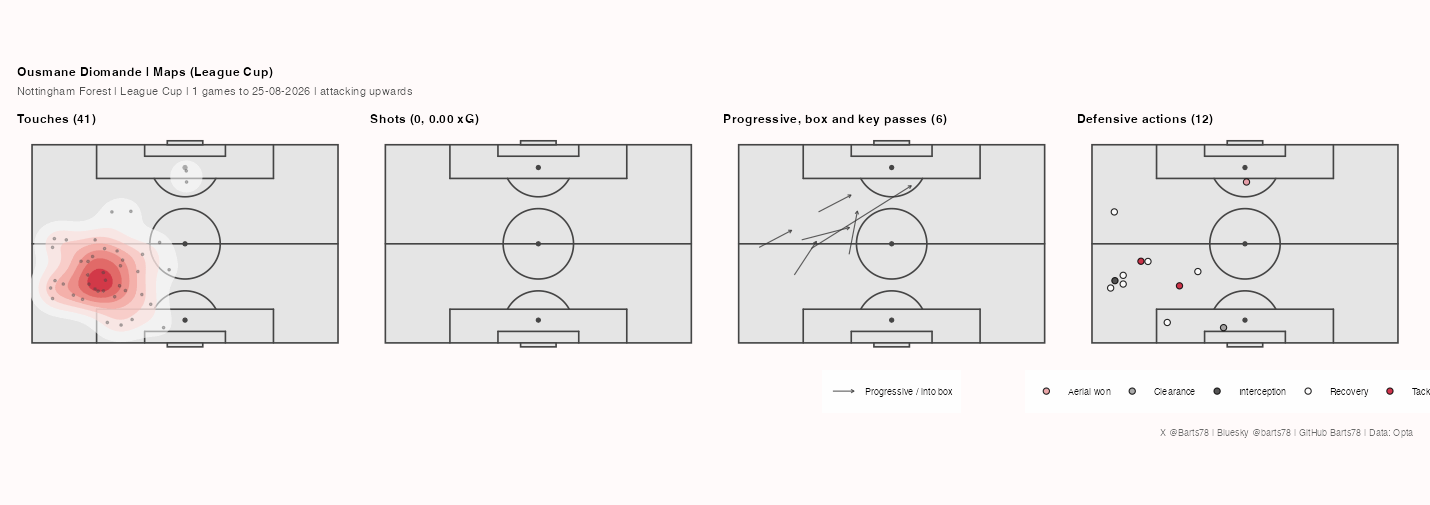 Ousmane Diomande | Maps (League Cup)
Nottingham Forest | League Cup | 1 games to 25-08-2026 | attacking upwards
Touches (41)
Shots (0, 0.00 xG)
Progressive, box and key passes (6)
Defensive actions (12)
Progressive / into box
Aerial won
Clearance
Interception
Recovery
Tack
X @Barts78 | Bluesky @barts78 | GitHub Barts78 | Data: Opta